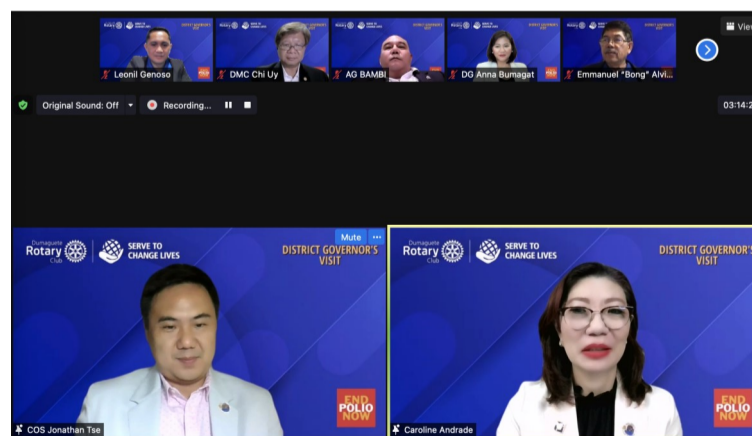 View
Leonil Genoso
DMC Chi Uy
AG BAMBI
DG Anna Bumagat
Emmanuel "Bong" Alvi...
Original Sound: Off
Recording...
03:14:2
Mute
Dumaguete
Rotary
Club
SERVE TO
CHANGE LIVES
DISTRICT GOVERNOR'S
VISIT
END
POLIO
NOW
COS Jonathan Tse
Dumaguete
Rotary
Club
SERVE TO
CHANGE LIVES
DISTRICT GOVERNOR'S
VISIT
END
POLIO
NOW
Caroline Andrade